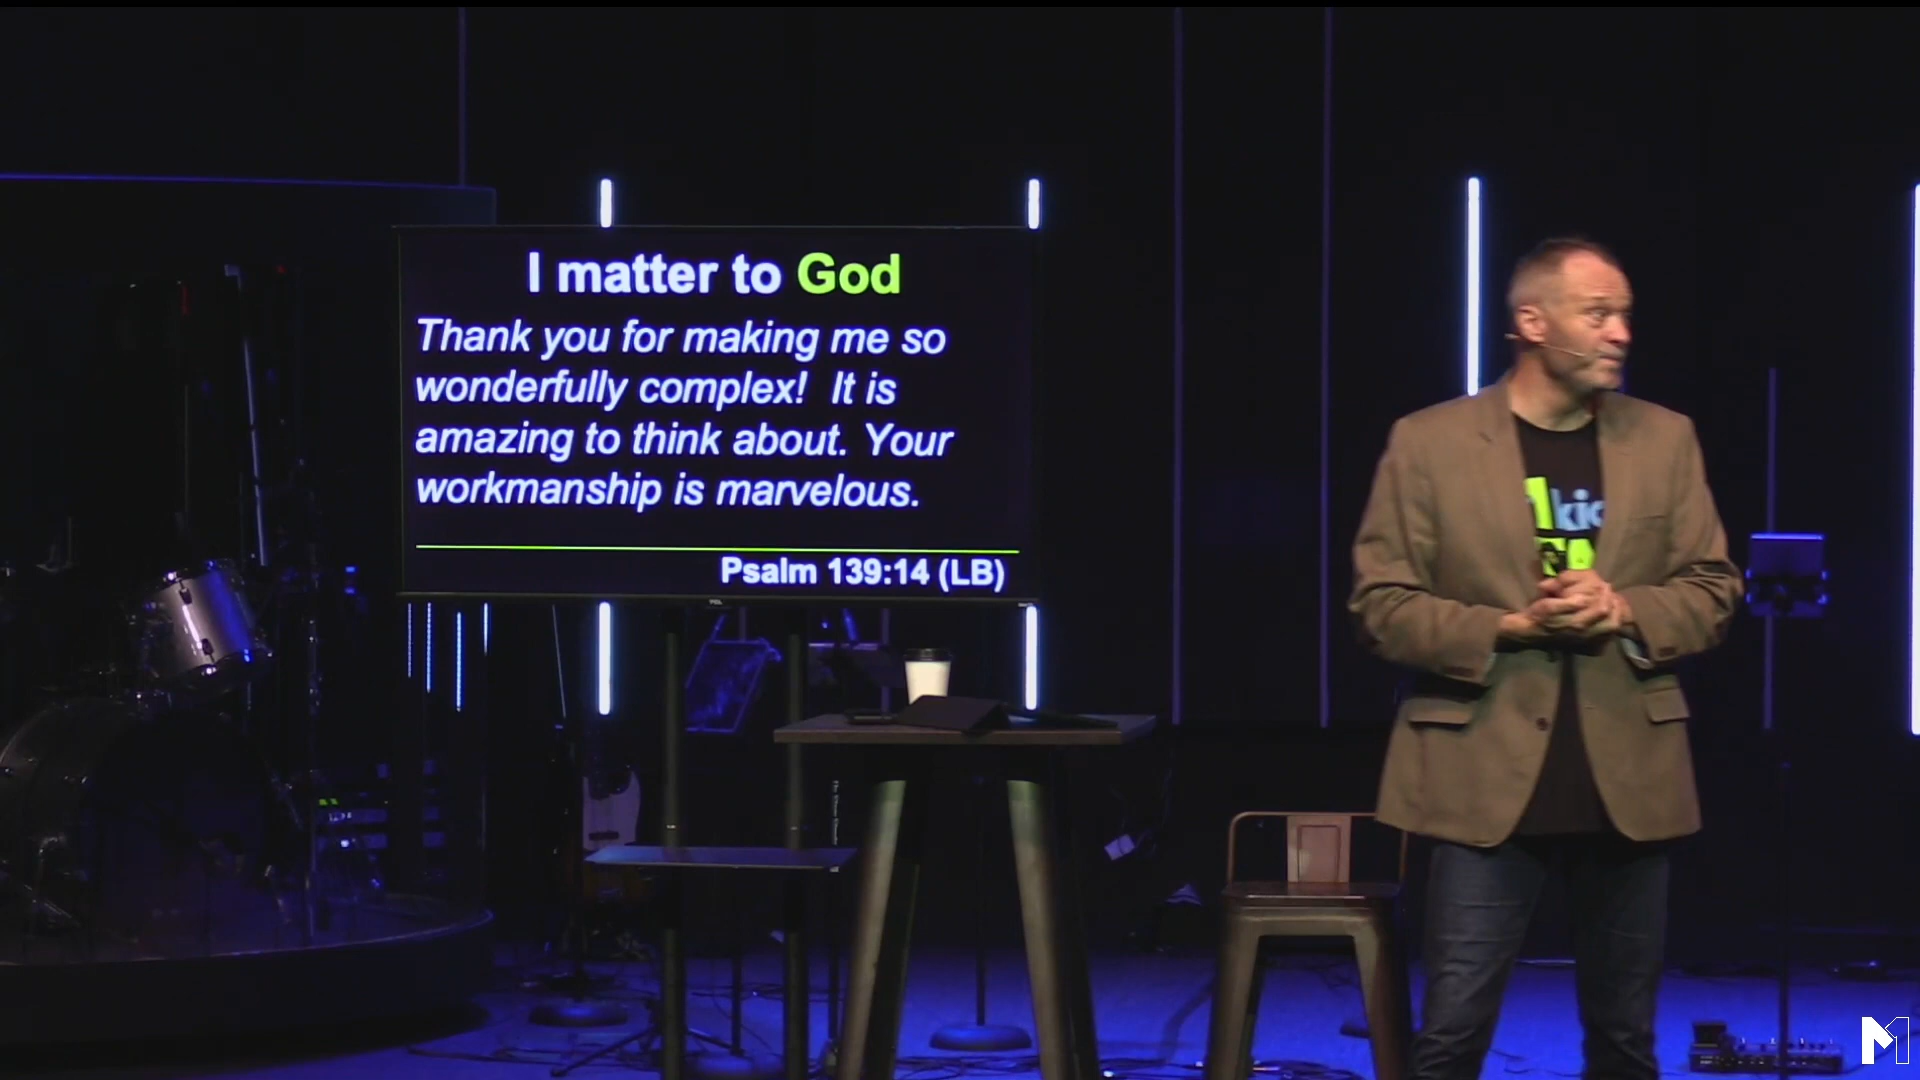 I matter to God
Thank you for making me so
wonderfully complex! It is
amazing to think about. Your
workmanship is marvelous.
Psalm 139:14 (LB)
TCL